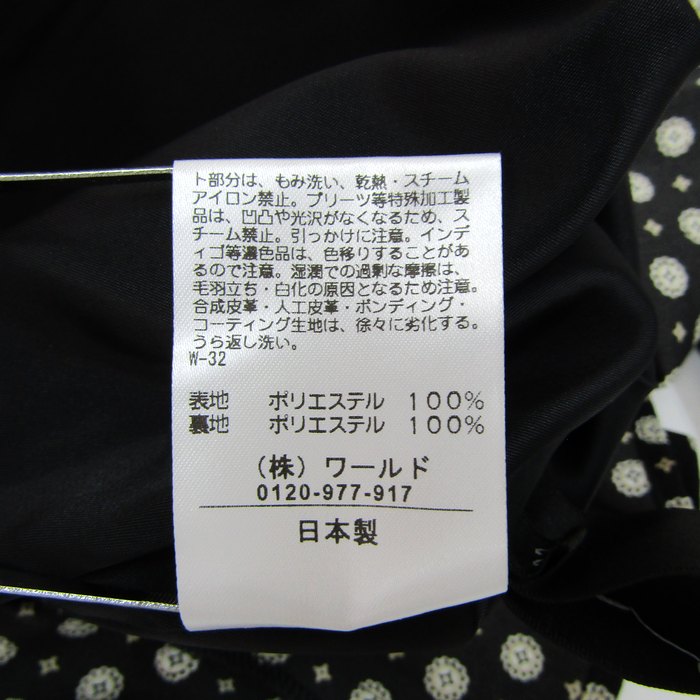 ト部分は、もみ洗い、乾熱・スチーム
アイロン禁止。プリーツ等特殊加工製
品は、凹凸や光沢がなくなるため、ス
チーム禁止。引っかけに注意。インデ
ィゴ等濃色品は、色移りすることがあ
るので注意。湿潤での過剰な摩擦は、
毛羽立ち・白化の原因となるため注意。
合成皮革・人工皮革・ボンディング・
コーティング生地は、徐々に劣化する。
うら返し洗い。
W-32
表地 ポリエステル 100%
裏地 ポリエステル 100%
(株) ワールド
0120-977-917
日本製